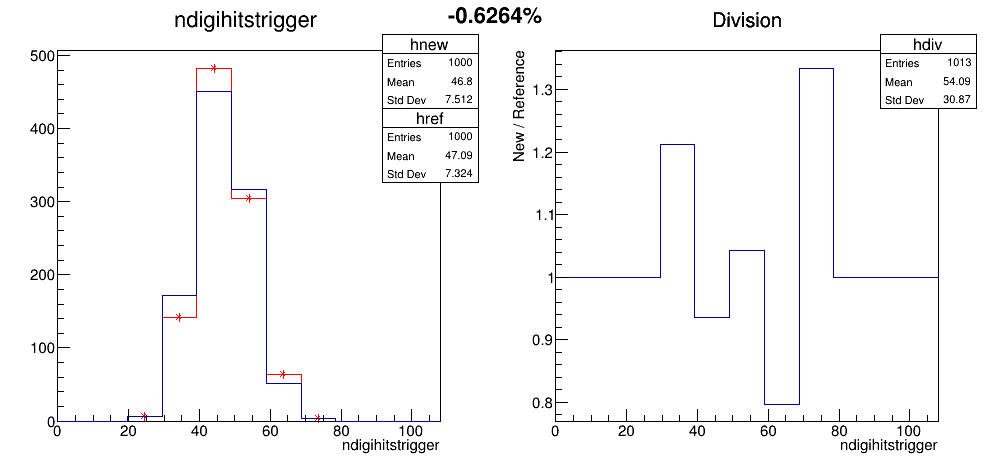 -0.6264%
ndigihitstrigger
hnew
Entries 1000
Mean 46.8
Std Dev 7.512
href
Entries 1000
Mean 47.09
Std Dev 7.324
500
400
300
200
100
0
0 20 40 60 80 100
ndigihitstrigger
Division
hdiv
Entries 1013
Mean 54.09
Std Dev 30.87
New / Reference
1.3
1.2
1.1
1
0.9
0.8
0 20 40 60 80 100
ndigihitstrigger